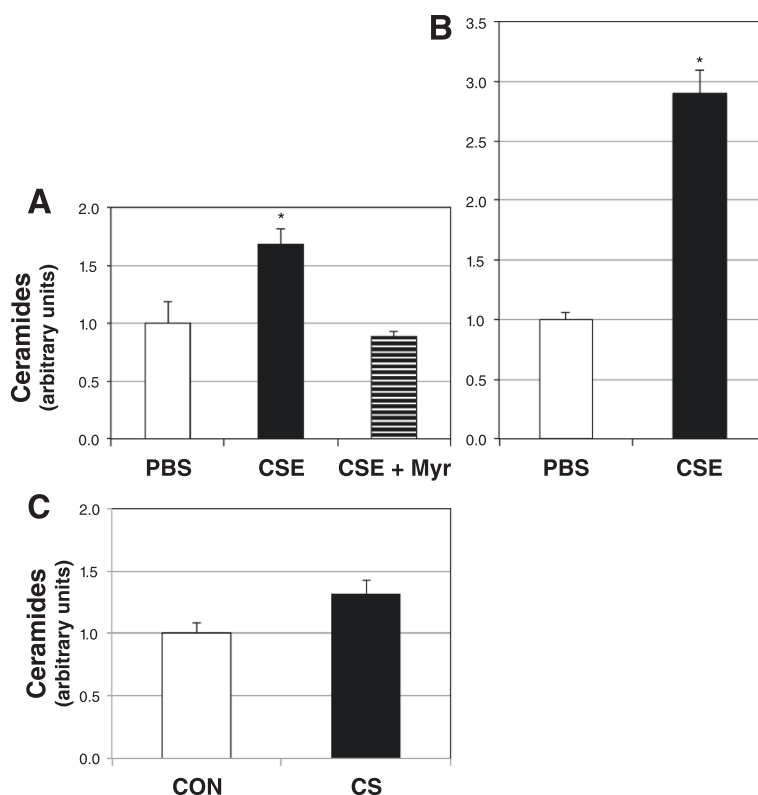 A
Ceramides
(arbitrary units)
2.0
1.5
1.0
0.5
0.0
*
PBS
CSE
CSE + Myr
B
3.5
3.0
2.5
2.0
1.5
1.0
0.5
0.0
*
PBS
CSE
C
Ceramides
(arbitrary units)
2.0
1.5
1.0
0.5
0.0
CON
CS